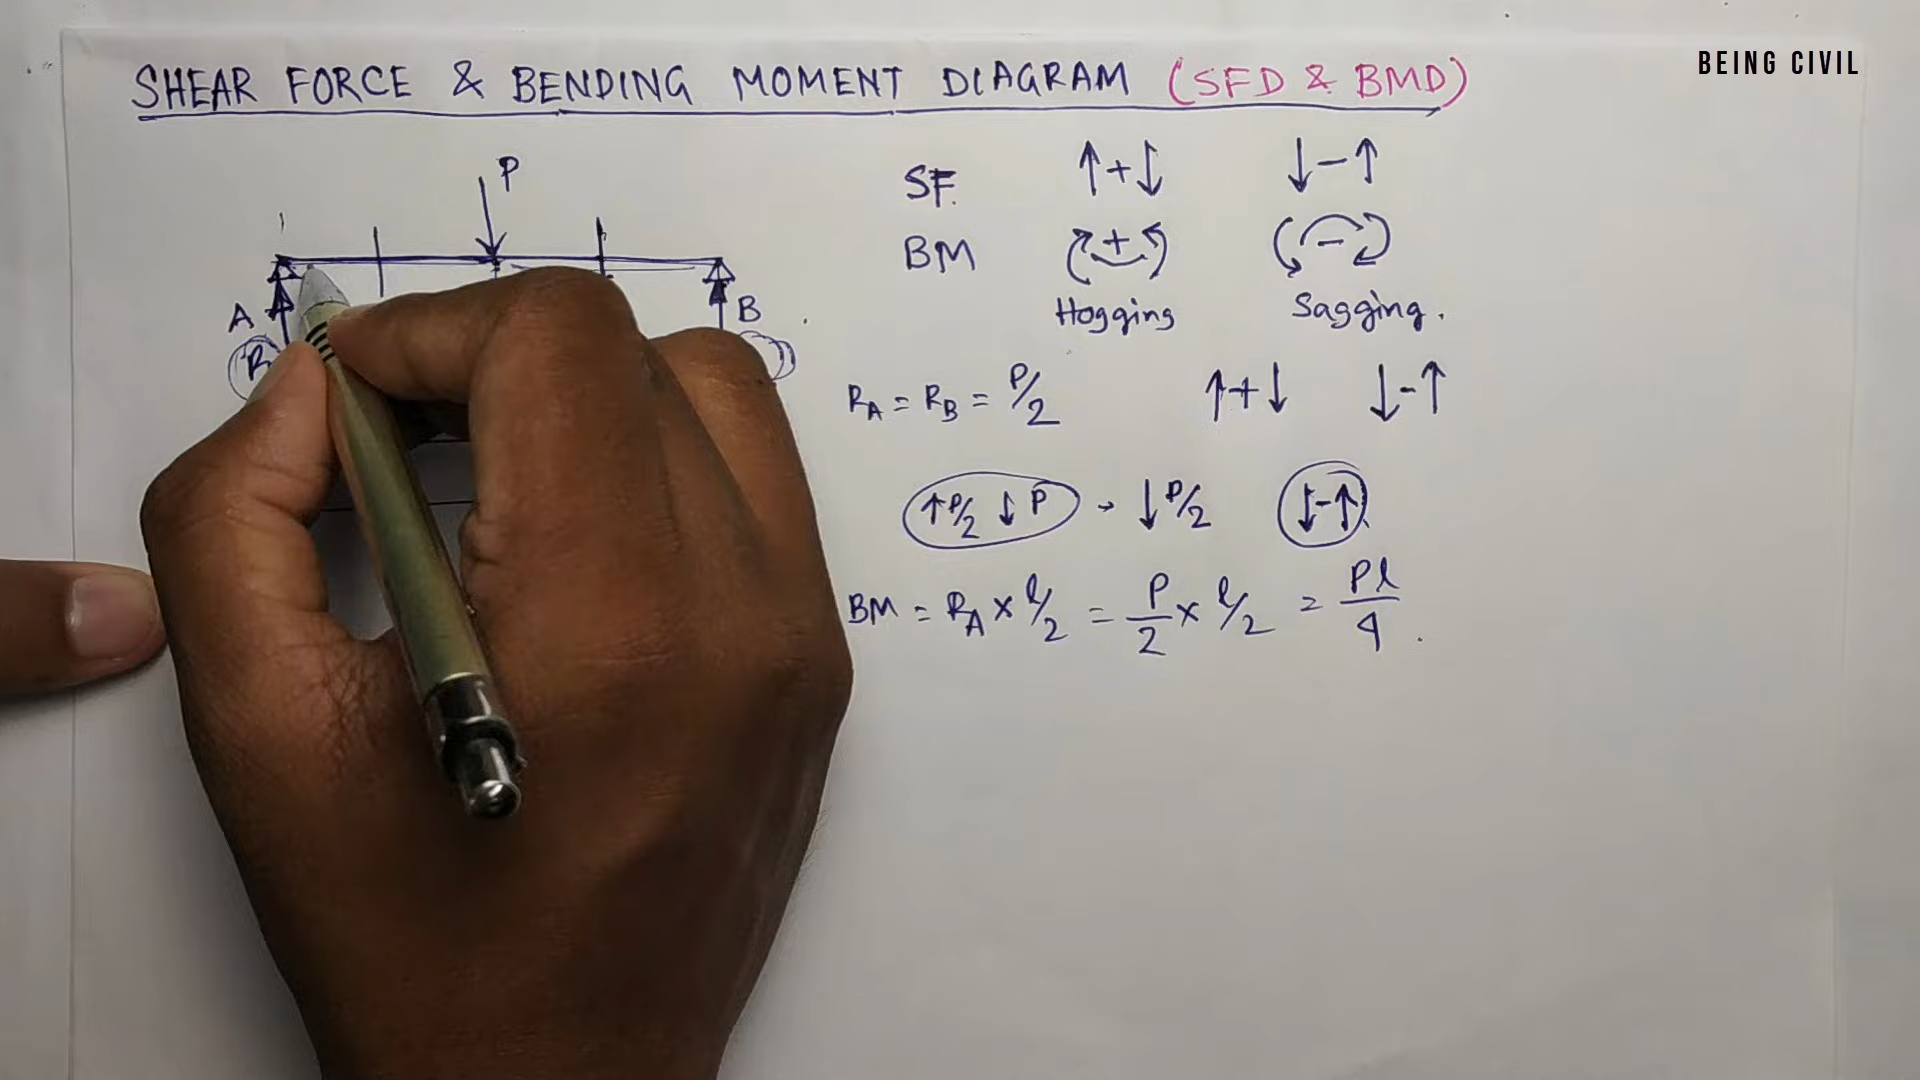 BEING CIVIL
SHEAR FORCE & BENDING MOMENT DIAGRAM (SFD & BMD)
P
A
B
R
SF. ↑+↓ ↓-↑
BM + -
Hogging Sagging.
RA = RB = P/2 ↑+↓ ↓-↑
↑P/2 ↓P → ↓P/2 ↓-↑
BM = RA × l/2 = P/2 × l/2 = Pl/4.